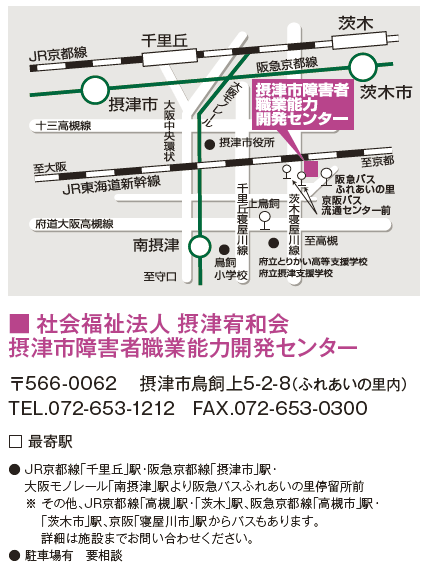 茨木
千里丘
JR京都線
阪急京都線
摂津市
茨木市
大阪モノレール
大阪中央環状
摂津市障害者
職業能力
開発センター
十三高槻線
摂津市役所
至大阪
至京都
JR東海道新幹線
阪急バス
ふれあいの里
京阪バス
流通センター前
千里丘寝屋川線
上鳥飼
茨木寝屋川線
府道大阪高槻線
南摂津
鳥飼
小学校
至高槻
至守口
府立とりかい高等支援学校
府立摂津支援学校
■ 社会福祉法人 摂津宥和会
摂津市障害者職業能力開発センター
〒566-0062 摂津市鳥飼上5-2-8(ふれあいの里内)
TEL.072-653-1212 FAX.072-653-0300
□ 最寄駅
● JR京都線「千里丘」駅・阪急京都線「摂津市」駅・
大阪モノレール「南摂津」駅より阪急バスふれあいの里停留所前
※ その他、JR京都線「高槻」駅・「茨木」駅、阪急京都線「高槻市」駅・
「茨木市」駅、京阪「寝屋川市」駅からバスもあります。
詳細は施設までお問い合わせください。
● 駐車場有 要相談